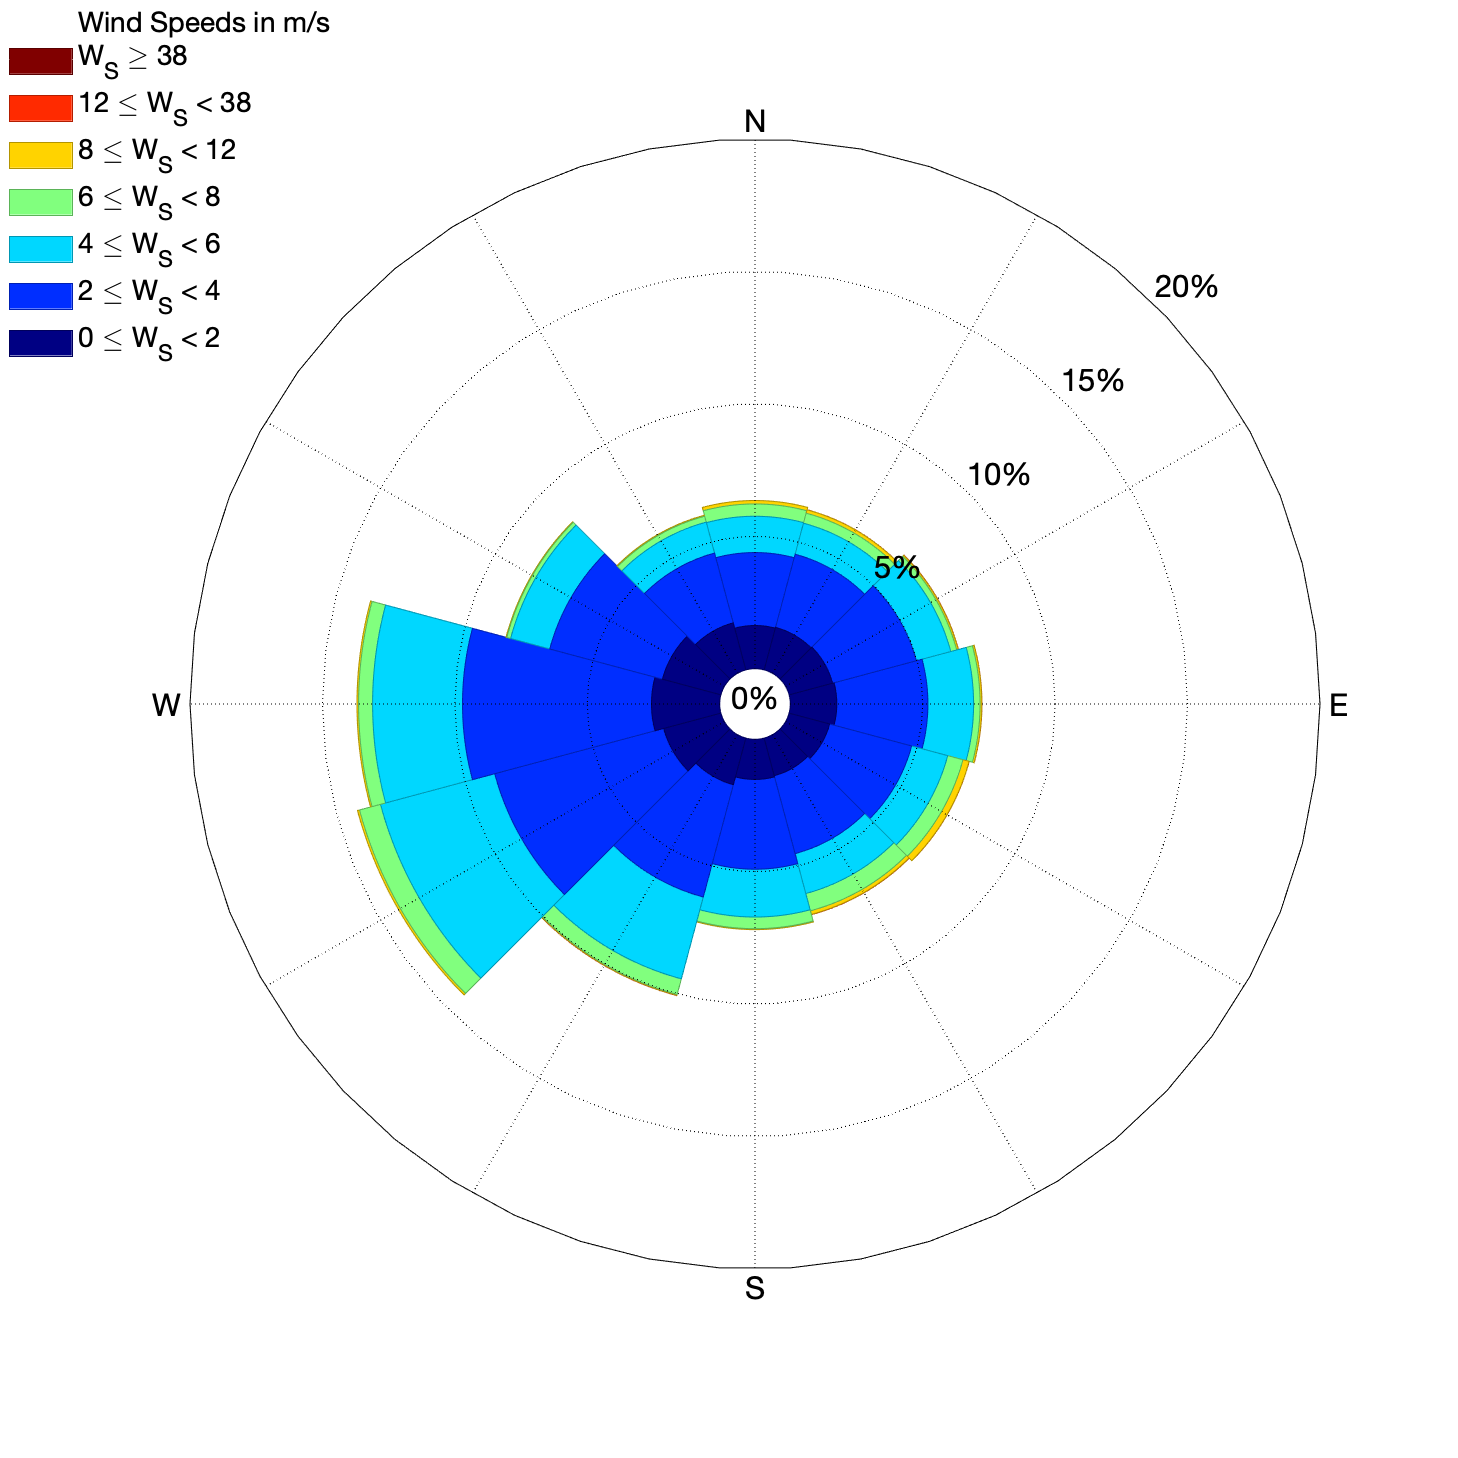 Wind Speeds in m/s
W_S ≥ 38
12 ≤ W_S < 38
8 ≤ W_S < 12
6 ≤ W_S < 8
4 ≤ W_S < 6
2 ≤ W_S < 4
0 ≤ W_S < 2
N
20%
15%
10%
5%
W
0%
E
S